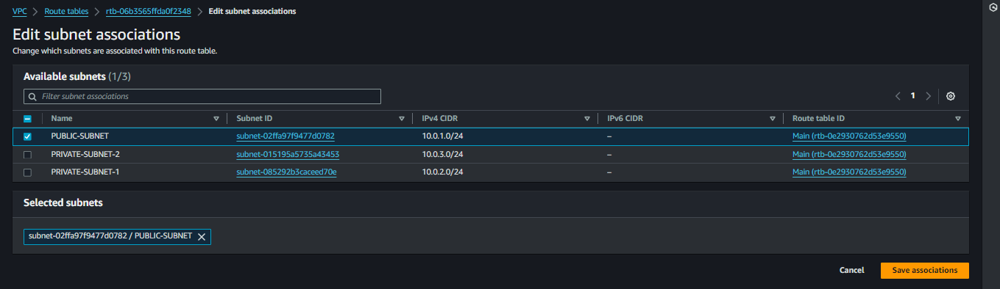 VPC > Route tables > rtb-06b3565ffda0f2348 > Edit subnet associations
Edit subnet associations
Change which subnets are associated with this route table.
Available subnets (1/3)
Filter subnet associations
1
Name Subnet ID IPv4 CIDR IPv6 CIDR Route table ID
PUBLIC-SUBNET subnet-02ffa97f9477d0782 10.0.1.0/24 – Main (rtb-0e2930762d53e9550)
PRIVATE-SUBNET-2 subnet-015195a5735a43453 10.0.3.0/24 – Main (rtb-0e2930762d53e9550)
PRIVATE-SUBNET-1 subnet-085292b3caceed70e 10.0.2.0/24 – Main (rtb-0e2930762d53e9550)
Selected subnets
subnet-02ffa97f9477d0782 / PUBLIC-SUBNET
Cancel Save associations